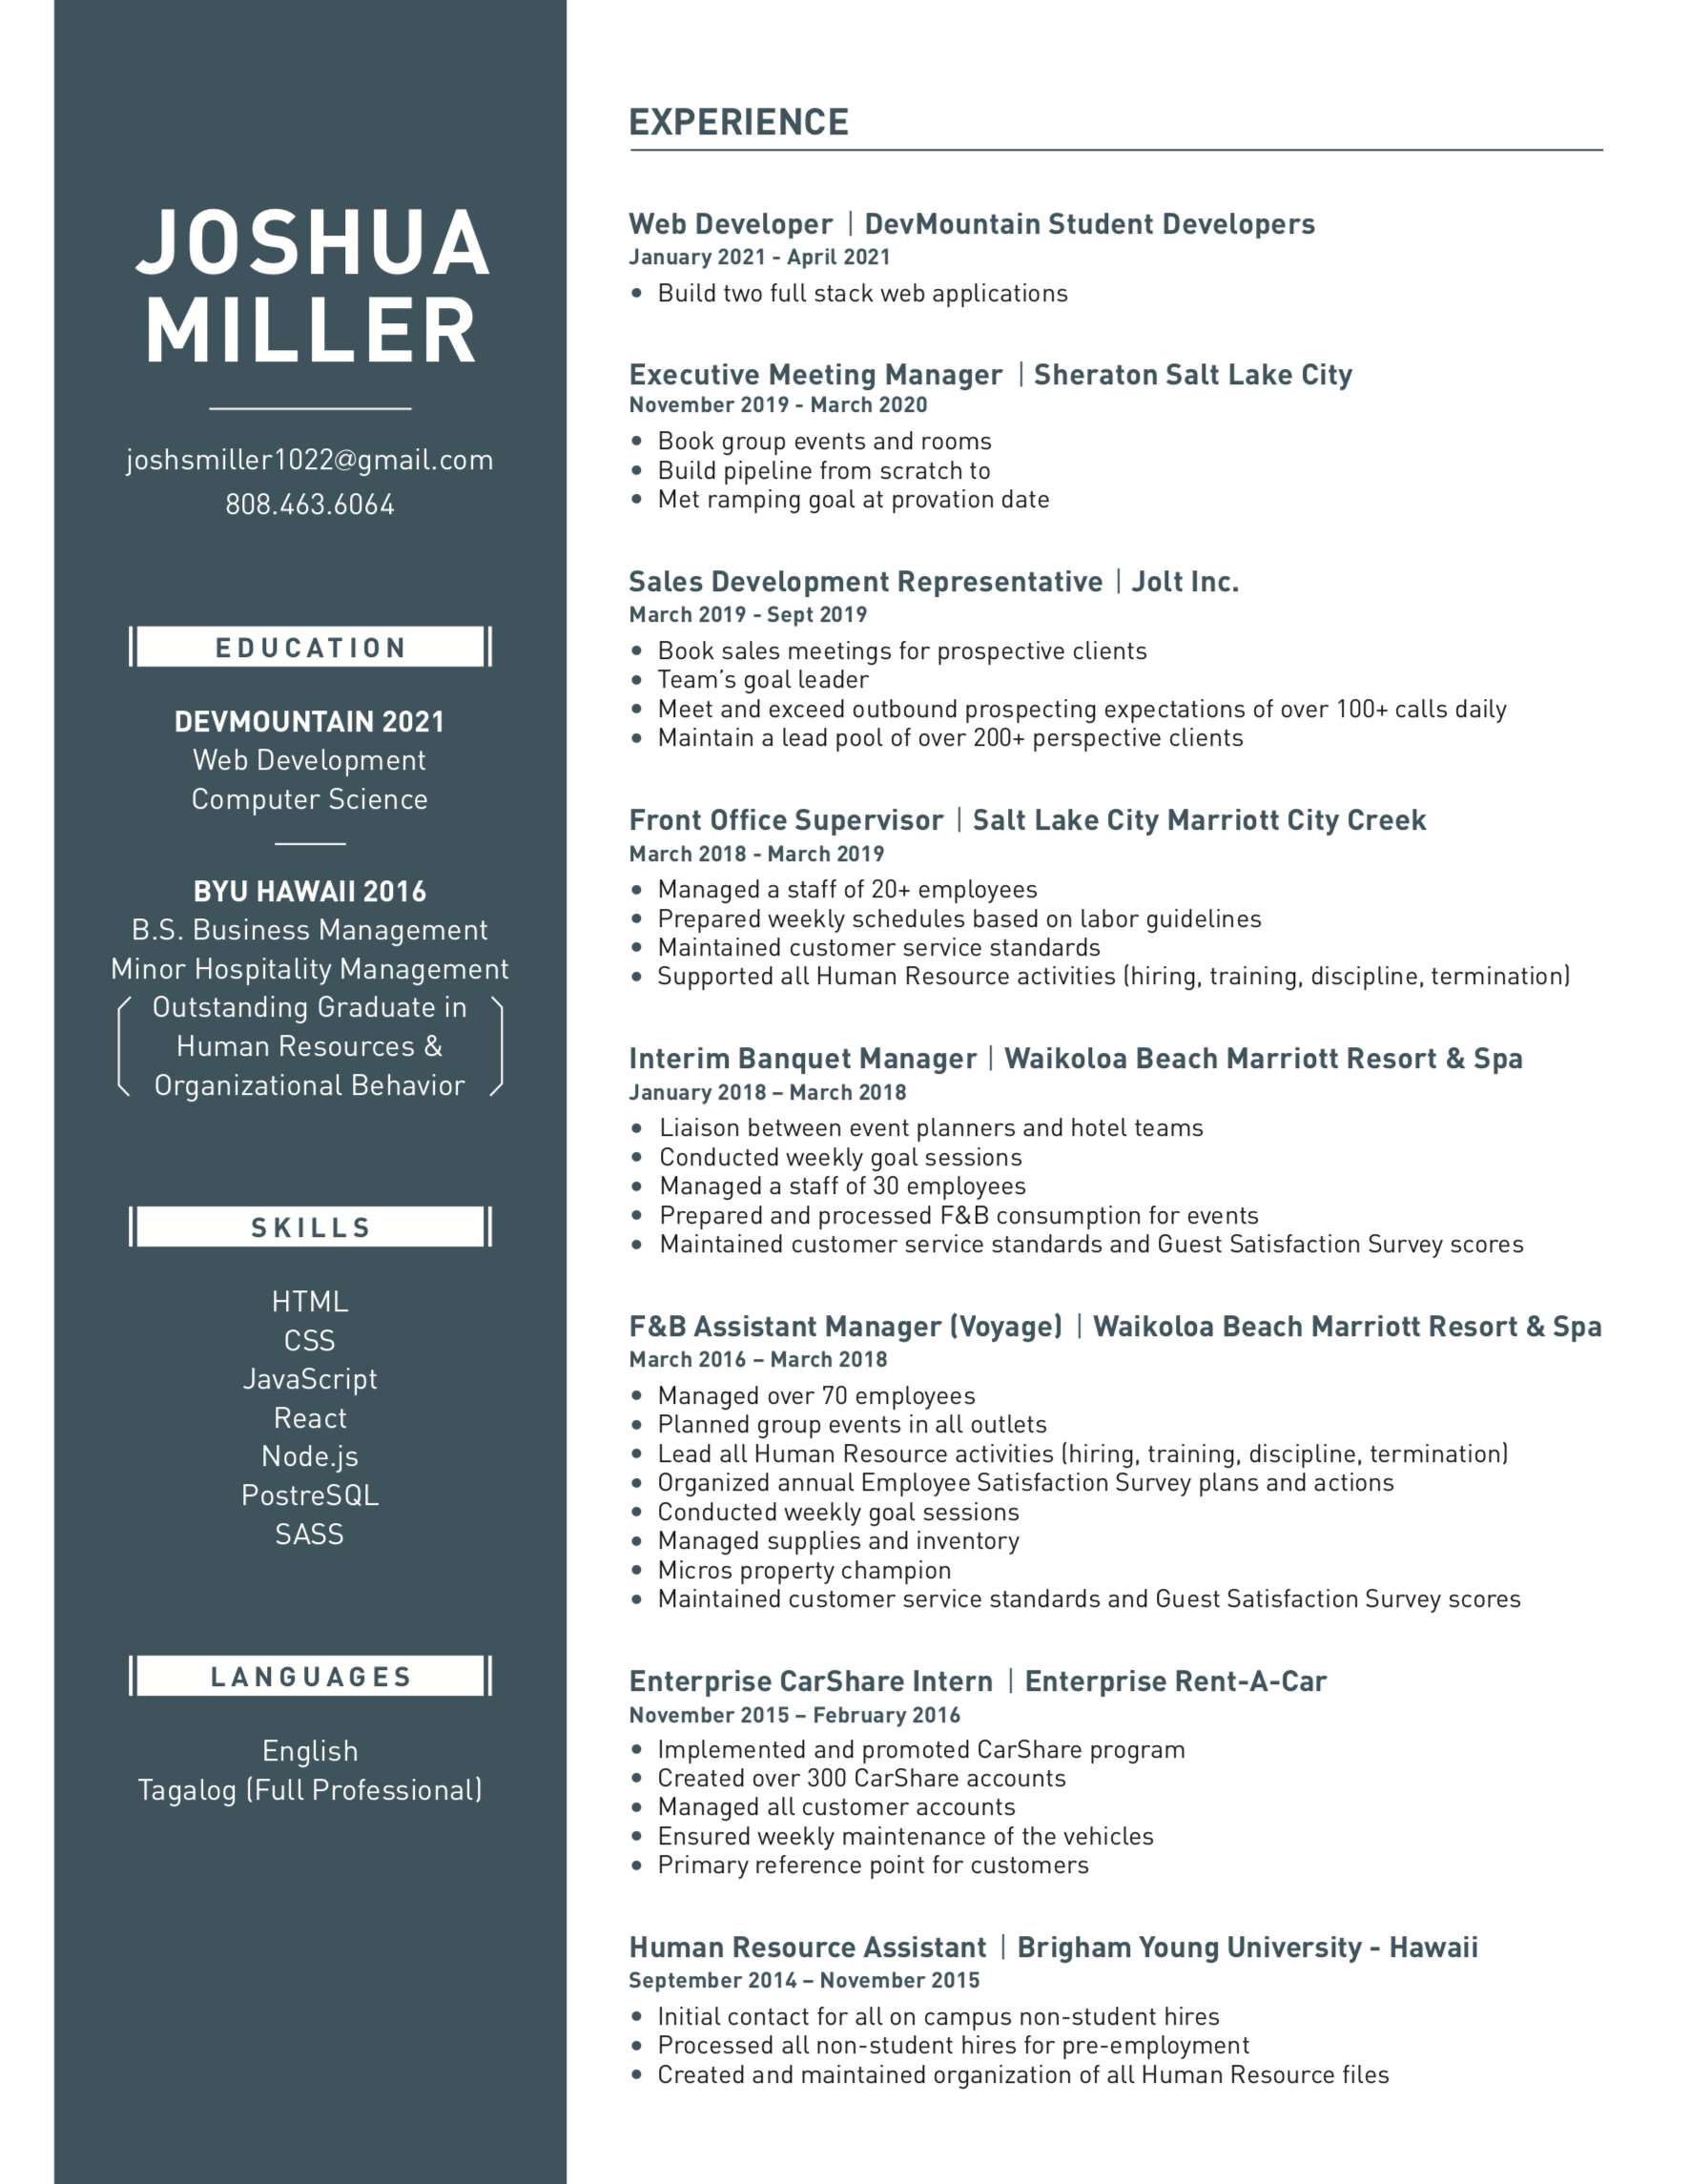 JOSHUA
MILLER
joshsmiller1022@gmail.com
808.463.6064
EDUCATION
DEVMOUNTAIN 2021
Web Development
Computer Science
BYU HAWAII 2016
B.S. Business Management
Minor Hospitality Management
Outstanding Graduate in
Human Resources &
Organizational Behavior
SKILLS
HTML
CSS
JavaScript
React
Node.js
PostreSQL
SASS
LANGUAGES
English
Tagalog (Full Professional)
EXPERIENCE
Web Developer | DevMountain Student Developers
January 2021 - April 2021
• Build two full stack web applications
Executive Meeting Manager | Sheraton Salt Lake City
November 2019 - March 2020
• Book group events and rooms
• Build pipeline from scratch to
• Met ramping goal at provation date
Sales Development Representative | Jolt Inc.
March 2019 - Sept 2019
• Book sales meetings for prospective clients
• Team's goal leader
• Meet and exceed outbound prospecting expectations of over 100+ calls daily
• Maintain a lead pool of over 200+ perspective clients
Front Office Supervisor | Salt Lake City Marriott City Creek
March 2018 - March 2019
• Managed a staff of 20+ employees
• Prepared weekly schedules based on labor guidelines
• Maintained customer service standards
• Supported all Human Resource activities (hiring, training, discipline, termination)
Interim Banquet Manager | Waikoloa Beach Marriott Resort & Spa
January 2018 – March 2018
• Liaison between event planners and hotel teams
• Conducted weekly goal sessions
• Managed a staff of 30 employees
• Prepared and processed F&B consumption for events
• Maintained customer service standards and Guest Satisfaction Survey scores
F&B Assistant Manager (Voyage) | Waikoloa Beach Marriott Resort & Spa
March 2016 – March 2018
• Managed over 70 employees
• Planned group events in all outlets
• Lead all Human Resource activities (hiring, training, discipline, termination)
• Organized annual Employee Satisfaction Survey plans and actions
• Conducted weekly goal sessions
• Managed supplies and inventory
• Micros property champion
• Maintained customer service standards and Guest Satisfaction Survey scores
Enterprise CarShare Intern | Enterprise Rent-A-Car
November 2015 – February 2016
• Implemented and promoted CarShare program
• Created over 300 CarShare accounts
• Managed all customer accounts
• Ensured weekly maintenance of the vehicles
• Primary reference point for customers
Human Resource Assistant | Brigham Young University - Hawaii
September 2014 – November 2015
• Initial contact for all on campus non-student hires
• Processed all non-student hires for pre-employment
• Created and maintained organization of all Human Resource files